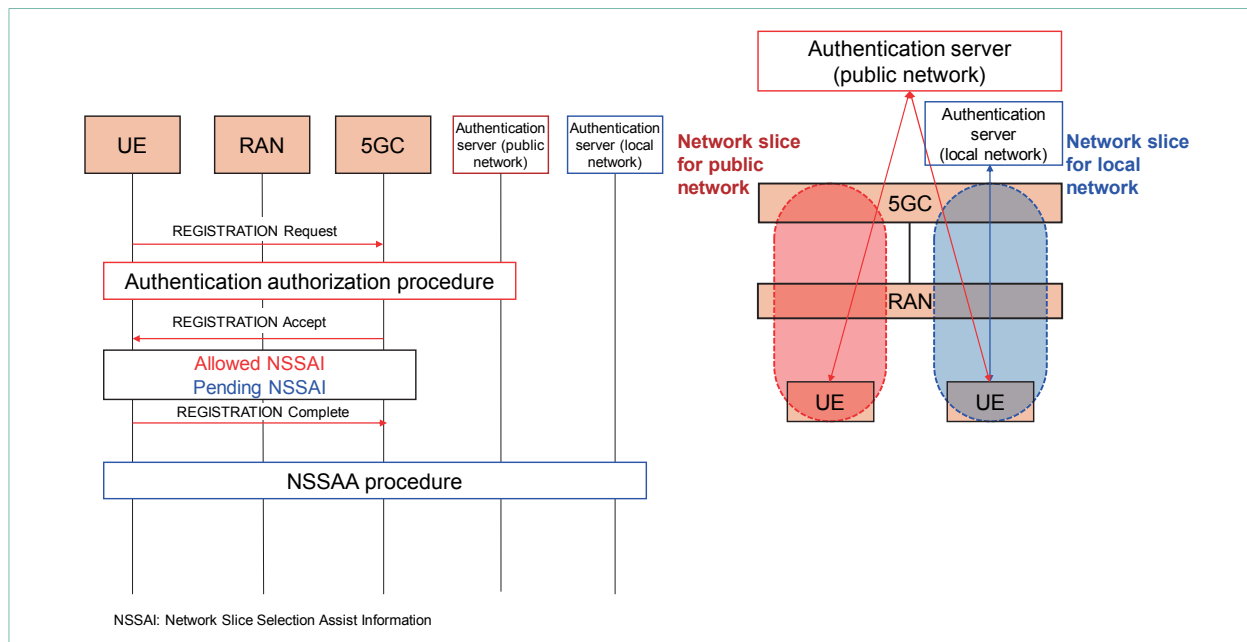 UE
RAN
5GC
Authentication
server (public
network)
Authentication
server (local
network)
REGISTRATION Request
Authentication authorization procedure
REGISTRATION Accept
Allowed NSSAI
Pending NSSAI
REGISTRATION Complete
NSSAA procedure
NSSAI: Network Slice Selection Assist Information
Authentication server
(public network)
Authentication
server
(local network)
Network slice
for public
network
Network slice
for local
network
5GC
RAN
UE
UE